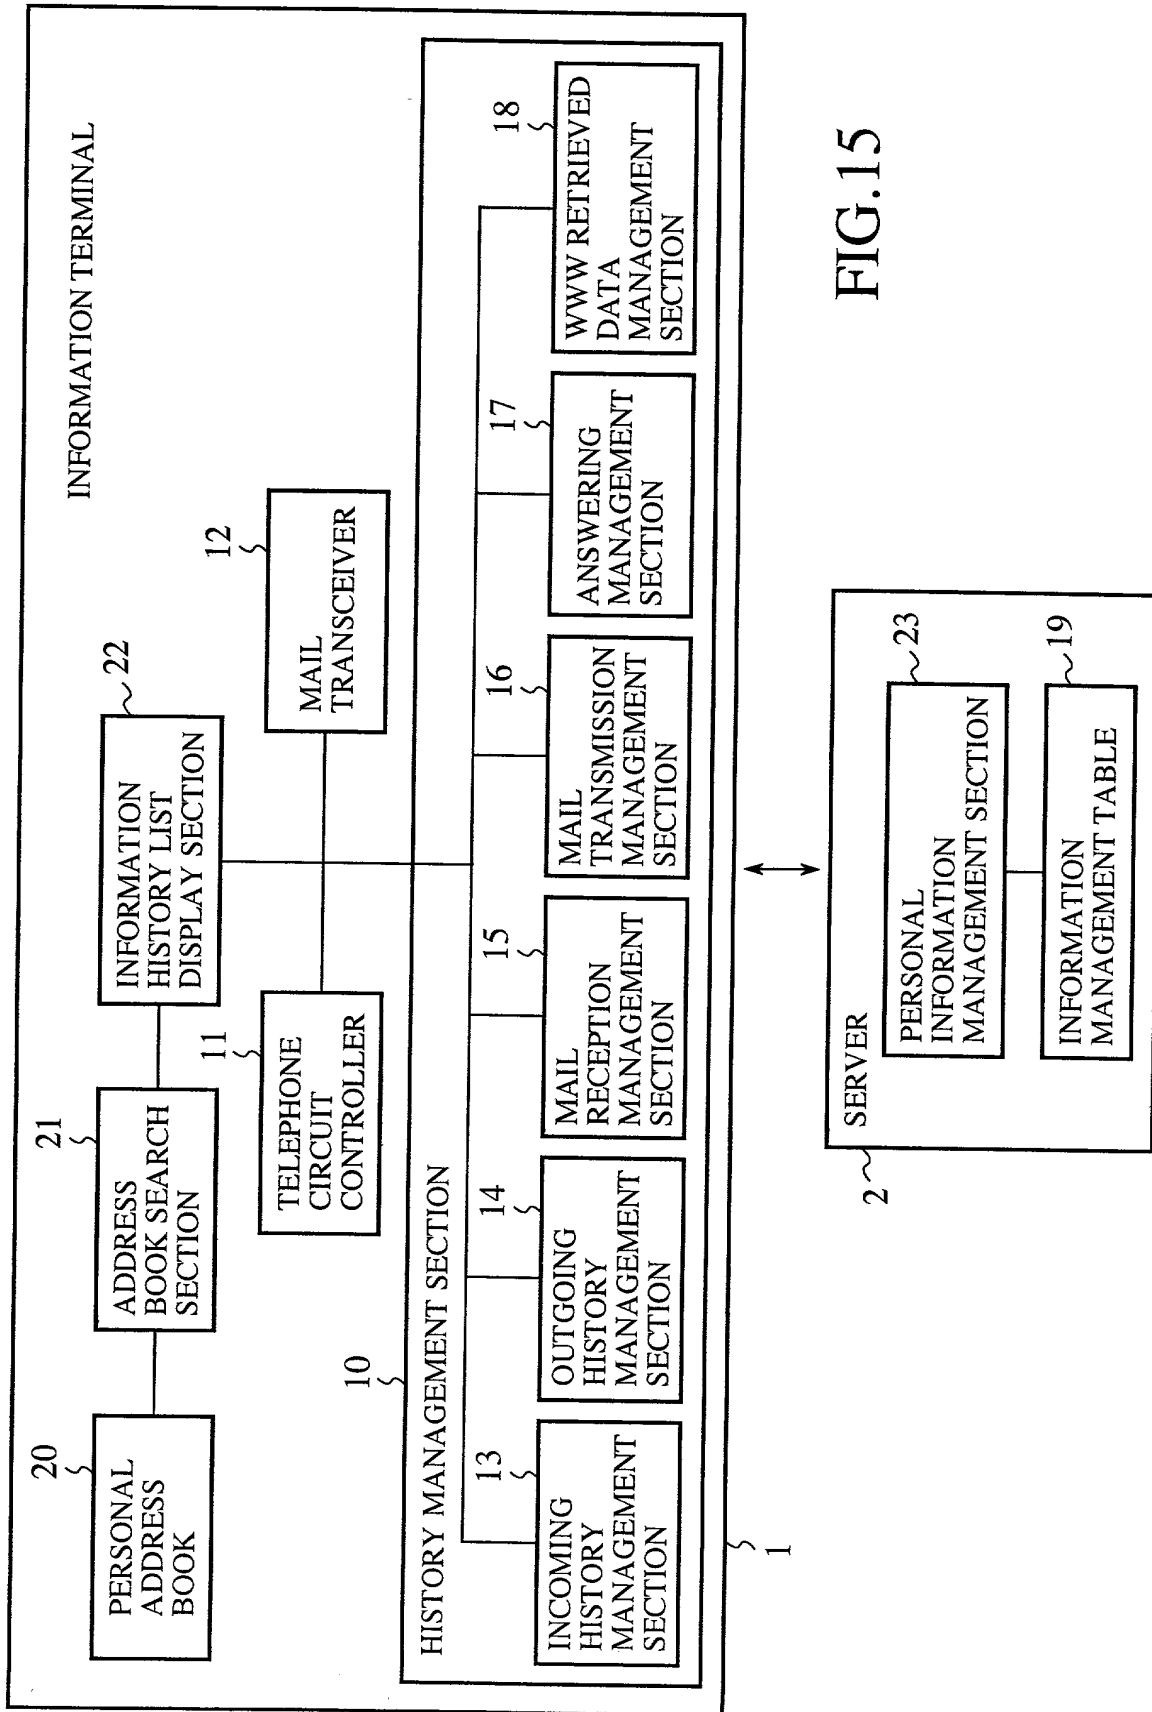 INFORMATION TERMINAL
20
PERSONAL
ADDRESS
BOOK
21
ADDRESS
BOOK SEARCH
SECTION
22
INFORMATION
HISTORY LIST
DISPLAY SECTION
11
TELEPHONE
CIRCUIT
CONTROLLER
12
MAIL
TRANSCEIVER
10
HISTORY MANAGEMENT SECTION
13
INCOMING
HISTORY
MANAGEMENT
SECTION
14
OUTGOING
HISTORY
MANAGEMENT
SECTION
15
MAIL
RECEPTION
MANAGEMENT
SECTION
16
MAIL
TRANSMISSION
MANAGEMENT
SECTION
17
ANSWERING
MANAGEMENT
SECTION
18
WWW RETRIEVED
DATA
MANAGEMENT
SECTION
1
2
SERVER
23
PERSONAL
INFORMATION
MANAGEMENT SECTION
19
INFORMATION
MANAGEMENT TABLE
FIG.15